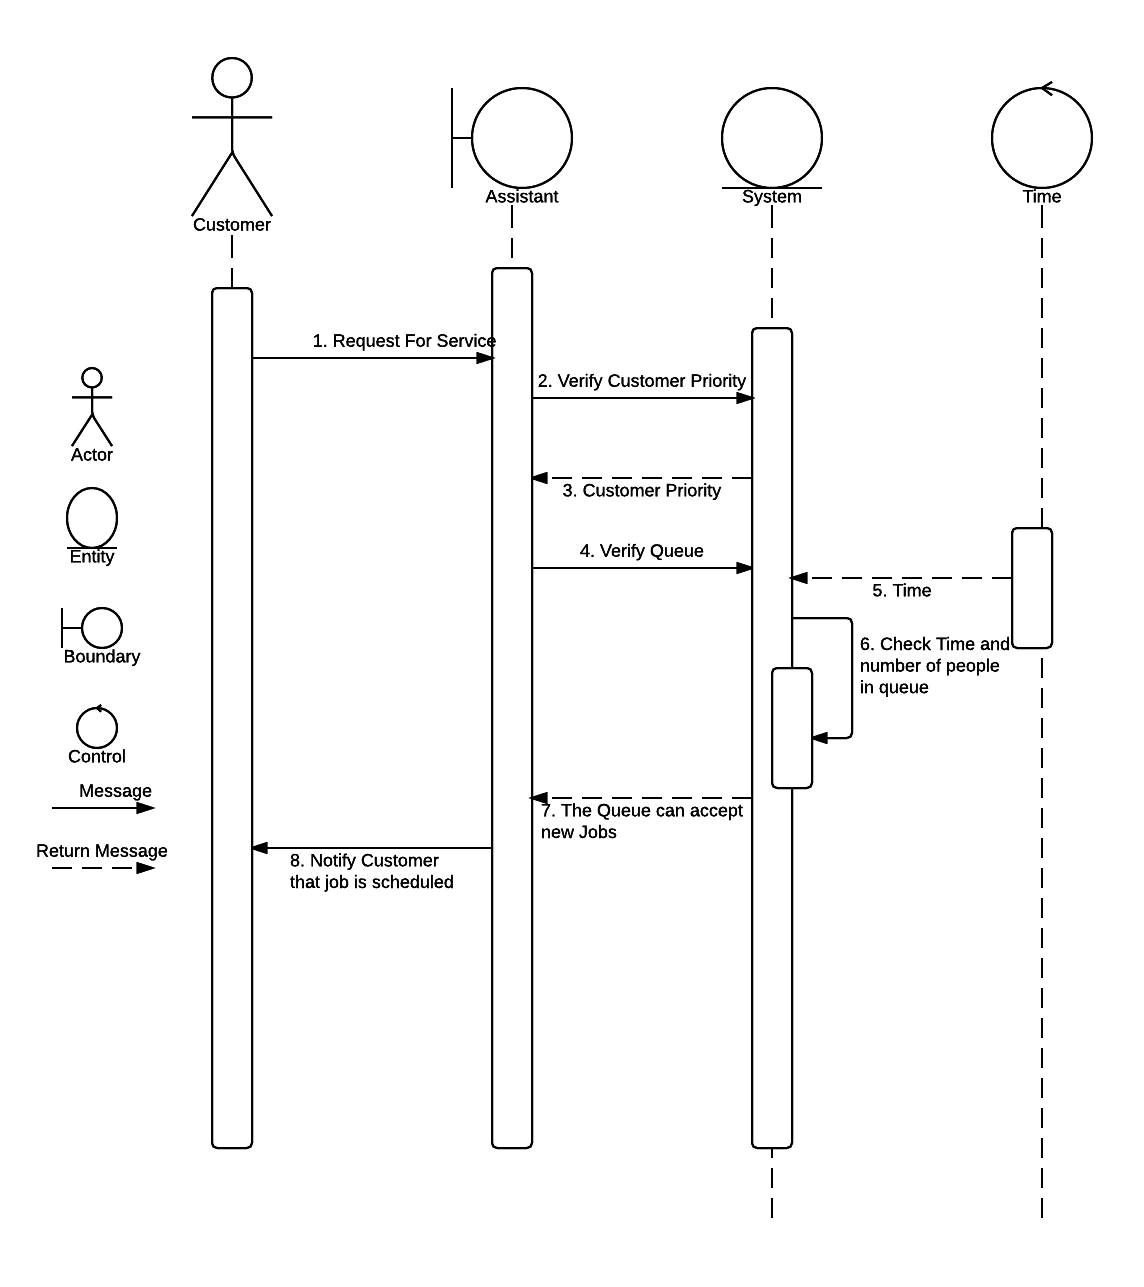 Customer
Assistant
System
Time
1. Request For Service
2. Verify Customer Priority
3. Customer Priority
4. Verify Queue
5. Time
6. Check Time and
number of people
in queue
7. The Queue can accept
new Jobs
8. Notify Customer
that job is scheduled
Actor
Entity
Boundary
Control
Message
Return Message